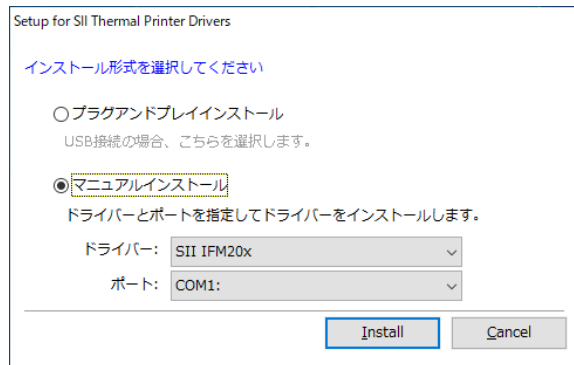 Setup for SII Thermal Printer Drivers
インストール形式を選択してください
プラグアンドプレイインストール
USB接続の場合、こちらを選択します。
マニュアルインストール
ドライバーとポートを指定してドライバーをインストールします。
ドライバー: SII IFM20x
ポート: COM1:
Install Cancel